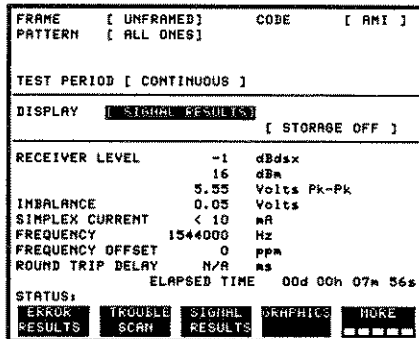 FRAME [ UNFRAMED] CODE [ AMI ]
PATTERN [ ALL ONES]
TEST PERIOD [ CONTINUOUS ]
DISPLAY [ SIGNAL RESULTS]
[ STORAGE OFF ]
RECEIVER LEVEL -1 dBdsx
16 dBm
5.55 Volts Pk-Pk
IMBALANCE 0.05 Volts
SIMPLEX CURRENT < 10 mA
FREQUENCY 1544000 Hz
FREQUENCY OFFSET 0 ppm
ROUND TRIP DELAY N/A ms
ELAPSED TIME 00d 00h 07m 56s
STATUS:
ERROR RESULTS
TROUBLE SCAN
SIGNAL RESULTS
GRAPHICS
MORE